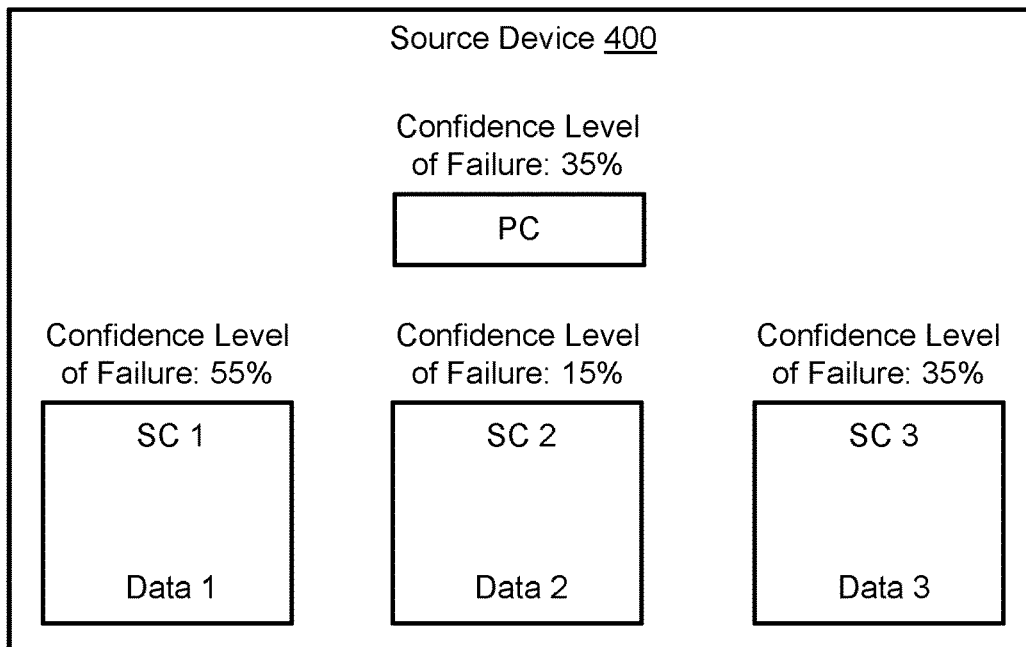 Source Device 400
Confidence Level
of Failure: 35%
PC
Confidence Level
of Failure: 55%
SC 1
Data 1
Confidence Level
of Failure: 15%
SC 2
Data 2
Confidence Level
of Failure: 35%
SC 3
Data 3